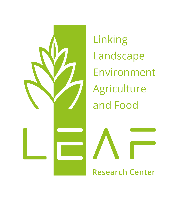 Linking
Landscape
Environment
Agriculture
and Food
LEAF
Research Center